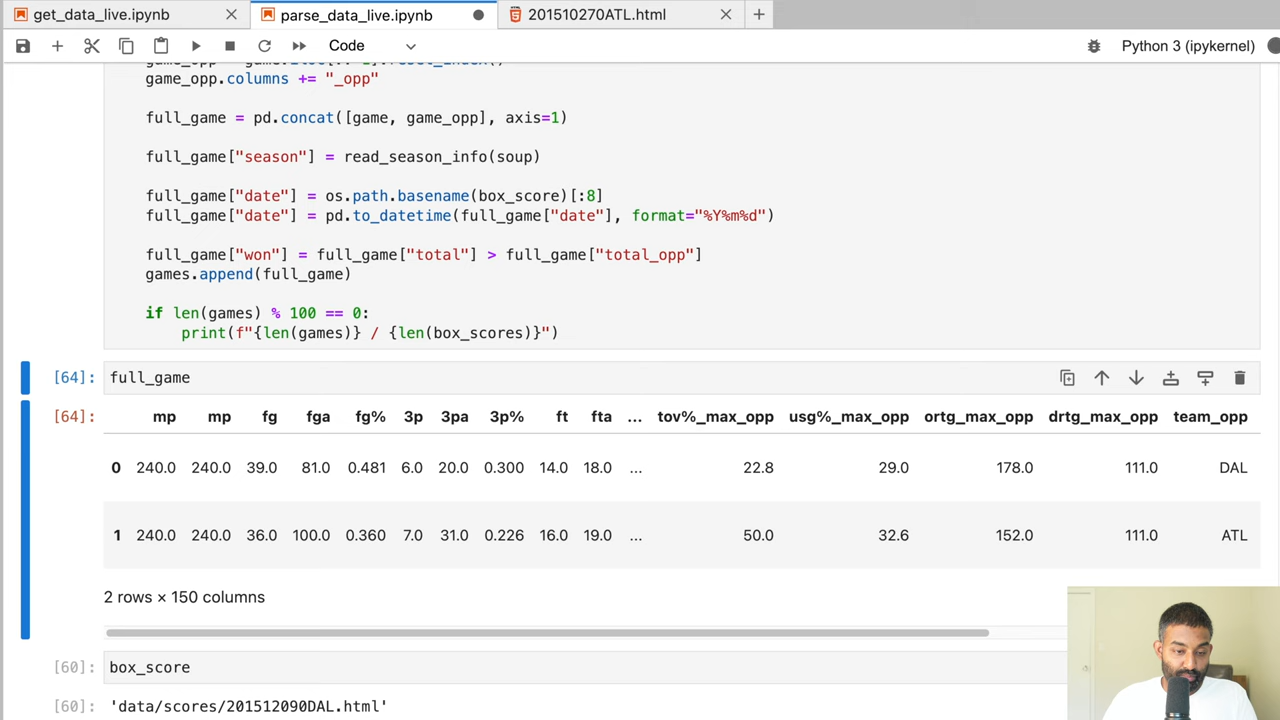 get_data_live.ipynb
parse_data_live.ipynb
201510270ATL.html
Code
Python 3 (ipykernel)
game_opp.columns += "_opp"
full_game = pd.concat([game, game_opp], axis=1)
full_game["season"] = read_season_info(soup)
full_game["date"] = os.path.basename(box_score)[:8]
full_game["date"] = pd.to_datetime(full_game["date"], format="%Y%m%d")
full_game["won"] = full_game["total"] > full_game["total_opp"]
games.append(full_game)
if len(games) % 100 == 0:
print(f"{len(games)} / {len(box_scores)}")
[64]: full_game
[64]: mp mp fg fga fg% 3p 3pa 3p% ft fta ... tov%_max_opp usg%_max_opp ortg_max_opp drtg_max_opp team_opp
0 240.0 240.0 39.0 81.0 0.481 6.0 20.0 0.300 14.0 18.0 ... 22.8 29.0 178.0 111.0 DAL
1 240.0 240.0 36.0 100.0 0.360 7.0 31.0 0.226 16.0 19.0 ... 50.0 32.6 152.0 111.0 ATL
2 rows × 150 columns
[60]: box_score
[60]: 'data/scores/201512090DAL.html'